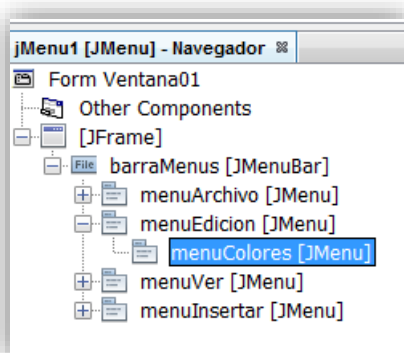 jMenu1 [JMenu] - Navegador
Form Ventana01
Other Components
[JFrame]
File barraMenus [JMenuBar]
menuArchivo [JMenu]
menuEdicion [JMenu]
menuColores [JMenu]
menuVer [JMenu]
menuInsertar [JMenu]